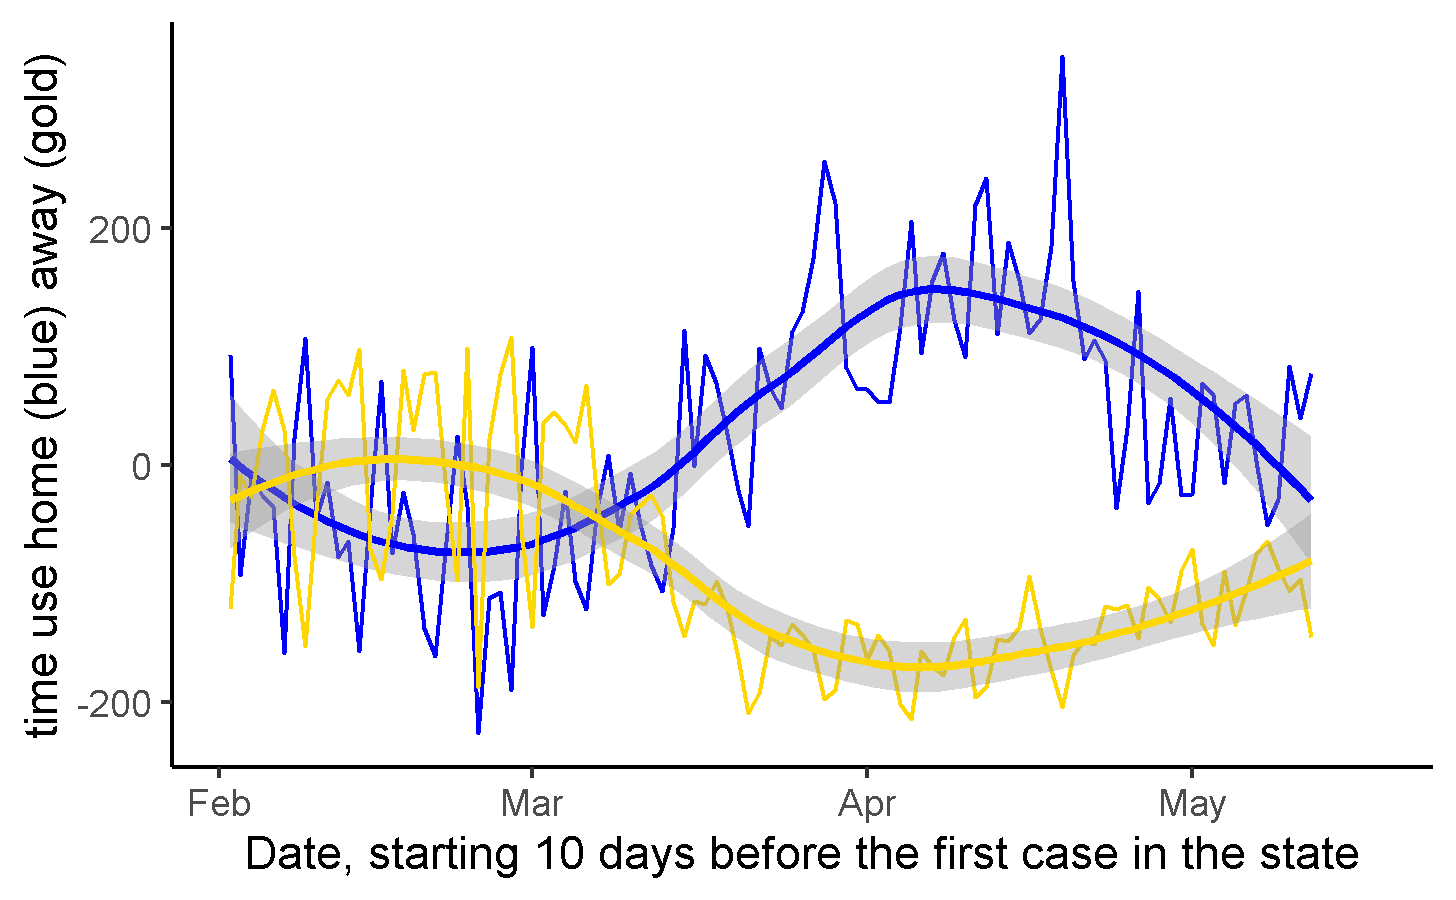 time use home (blue) away (gold)
200
0
-200
Feb
Mar
Apr
May
Date, starting 10 days before the first case in the state